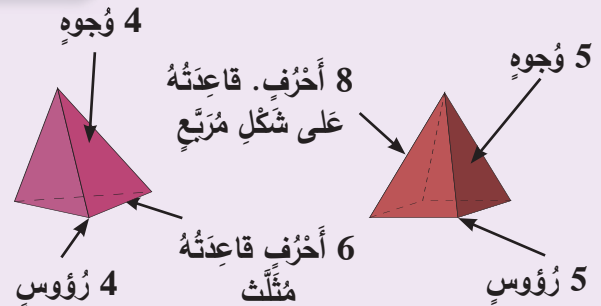 5 وُجوهٍ
4 وُجوهٍ
8 أَحْرُفٍ. قاعِدَتُهُ
عَلى شَكْلِ مُرَبَّعٍ
6 أَحْرُفٍ قاعِدَتُهُ
مُثَلَّث
5 رُؤوسٍ
4 رُؤوسٍ